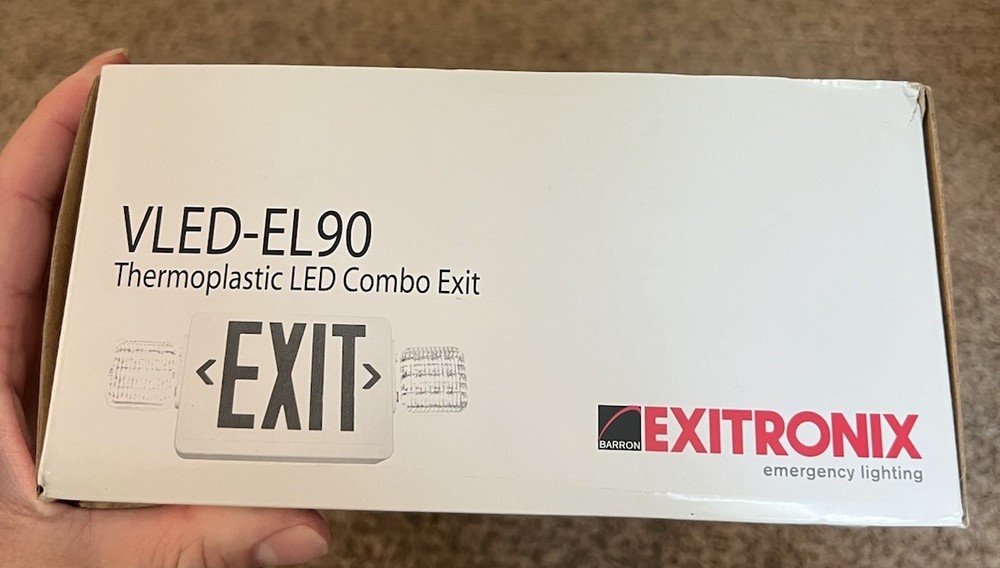 VLED-EL90
Thermoplastic LED Combo Exit
< EXIT >
BARRON EXITRONIX
emergency lighting